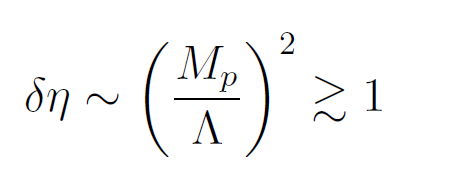 δη ∼ (M_p / Λ)^2 ≳ 1